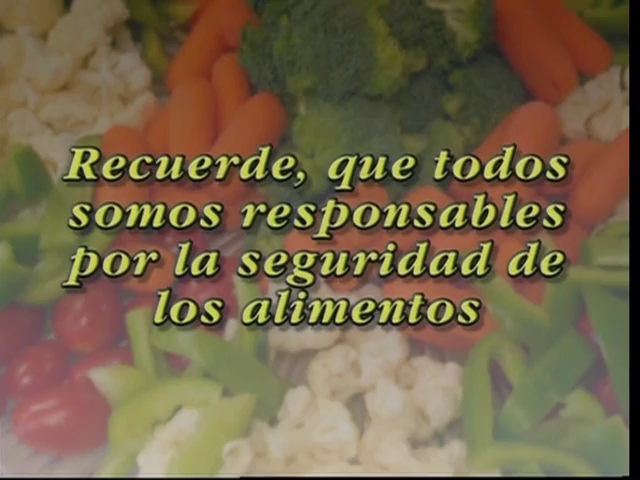 Recuerde, que todos
somos responsables
por la seguridad de
los alimentos